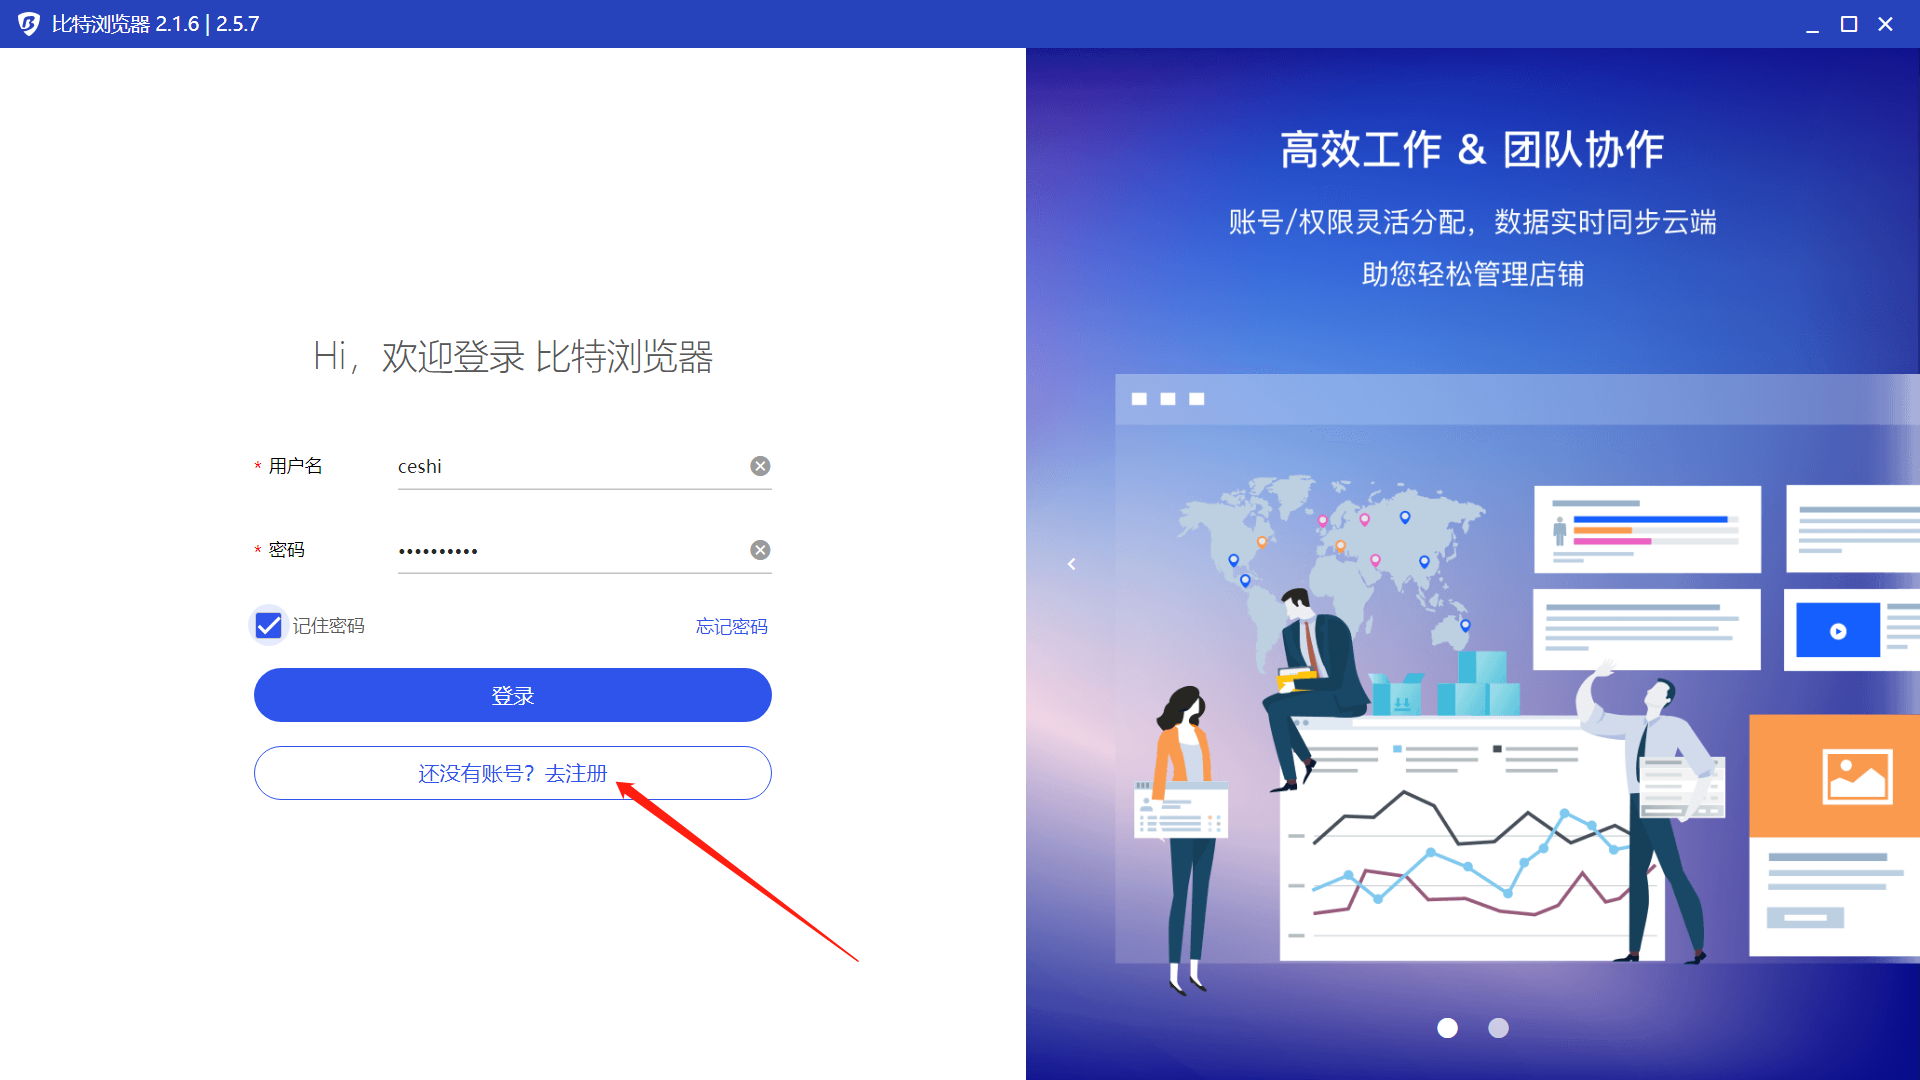 比特浏览器 2.1.6 | 2.5.7
Hi，欢迎登录 比特浏览器
* 用户名 ceshi
* 密码 ••••••••••
记住密码 忘记密码
登录
还没有账号？去注册
高效工作 & 团队协作
账号/权限灵活分配，数据实时同步云端
助您轻松管理店铺